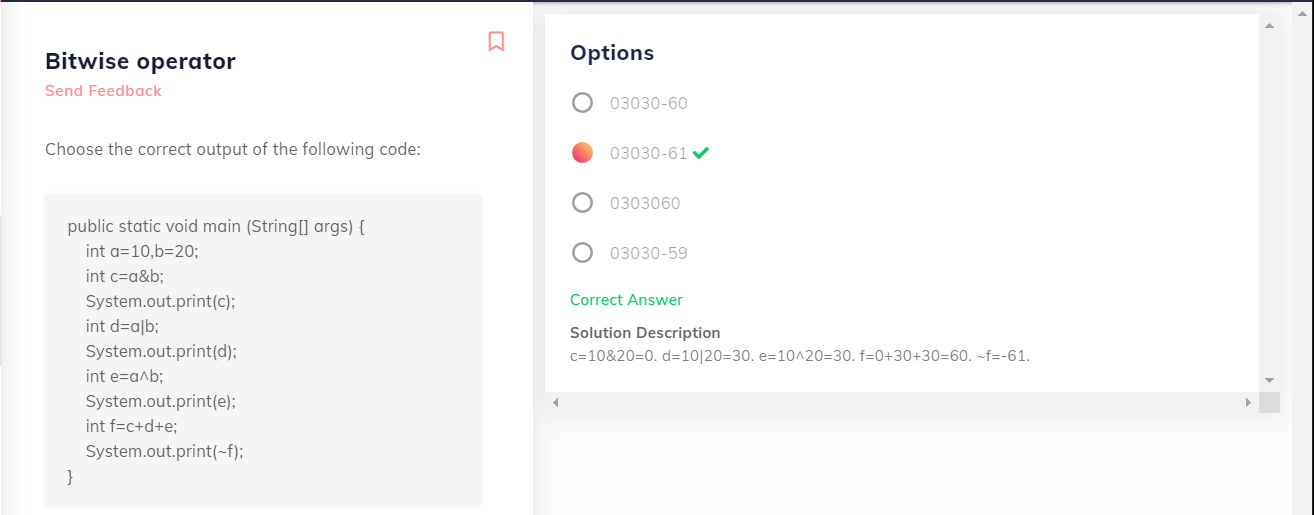 Bitwise operator
Send Feedback
Choose the correct output of the following code:
public static void main (String[] args) {
int a=10,b=20;
int c=a&b;
System.out.print(c);
int d=a|b;
System.out.print(d);
int e=a^b;
System.out.print(e);
int f=c+d+e;
System.out.print(~f);
}
Options
03030-60
03030-61
0303060
03030-59
Correct Answer
Solution Description
c=10&20=0. d=10|20=30. e=10^20=30. f=0+30+30=60. ~f=-61.